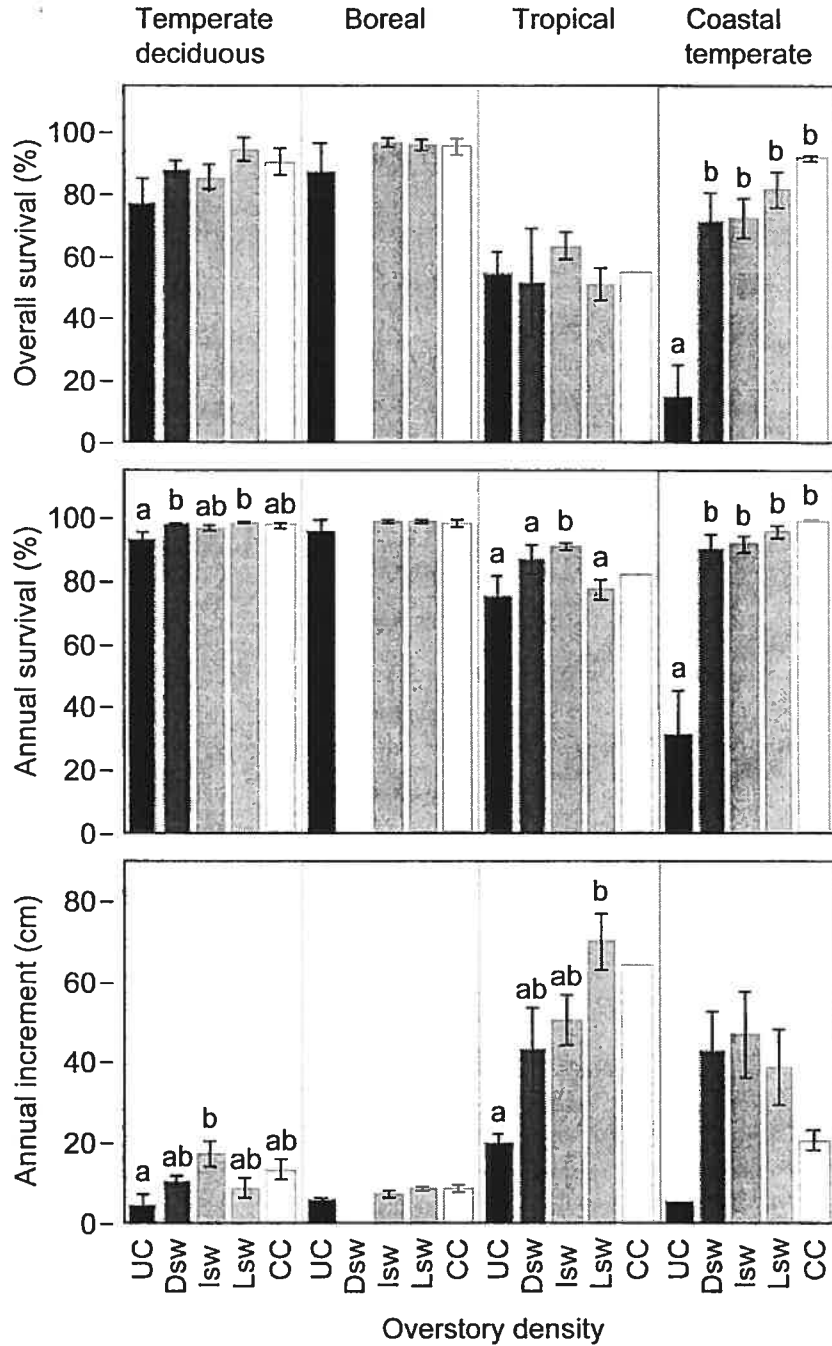 Temperate deciduous
Boreal
Tropical
Coastal temperate
Overall survival (%)
100
80
60
40
20
0
a
b
b
b
b
Annual survival (%)
100
80
60
40
20
0
a
b
ab
b
ab
a
a
b
a
a
b
b
b
b
Annual increment (cm)
80
60
40
20
0
a
ab
b
ab
ab
a
ab
ab
b
UC
Dsw
Isw
Lsw
CC
UC
Dsw
Isw
Lsw
CC
UC
Dsw
Isw
Lsw
CC
UC
Dsw
Isw
Lsw
CC
Overstory density